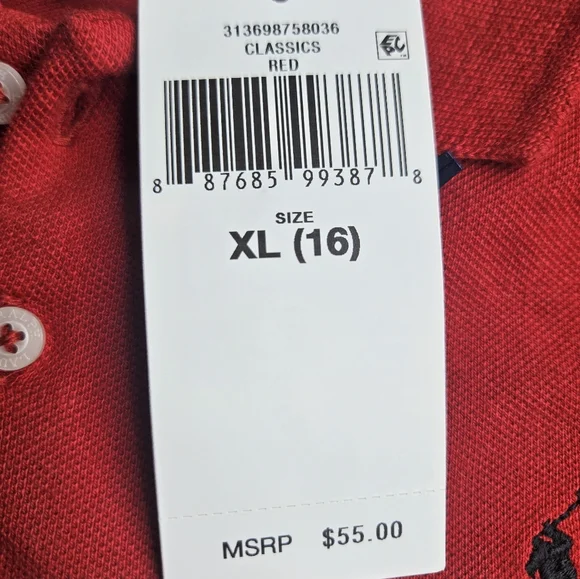 313698758036
CLASSICS
RED
8 87685 99387 8
SIZE
XL (16)
MSRP $55.00